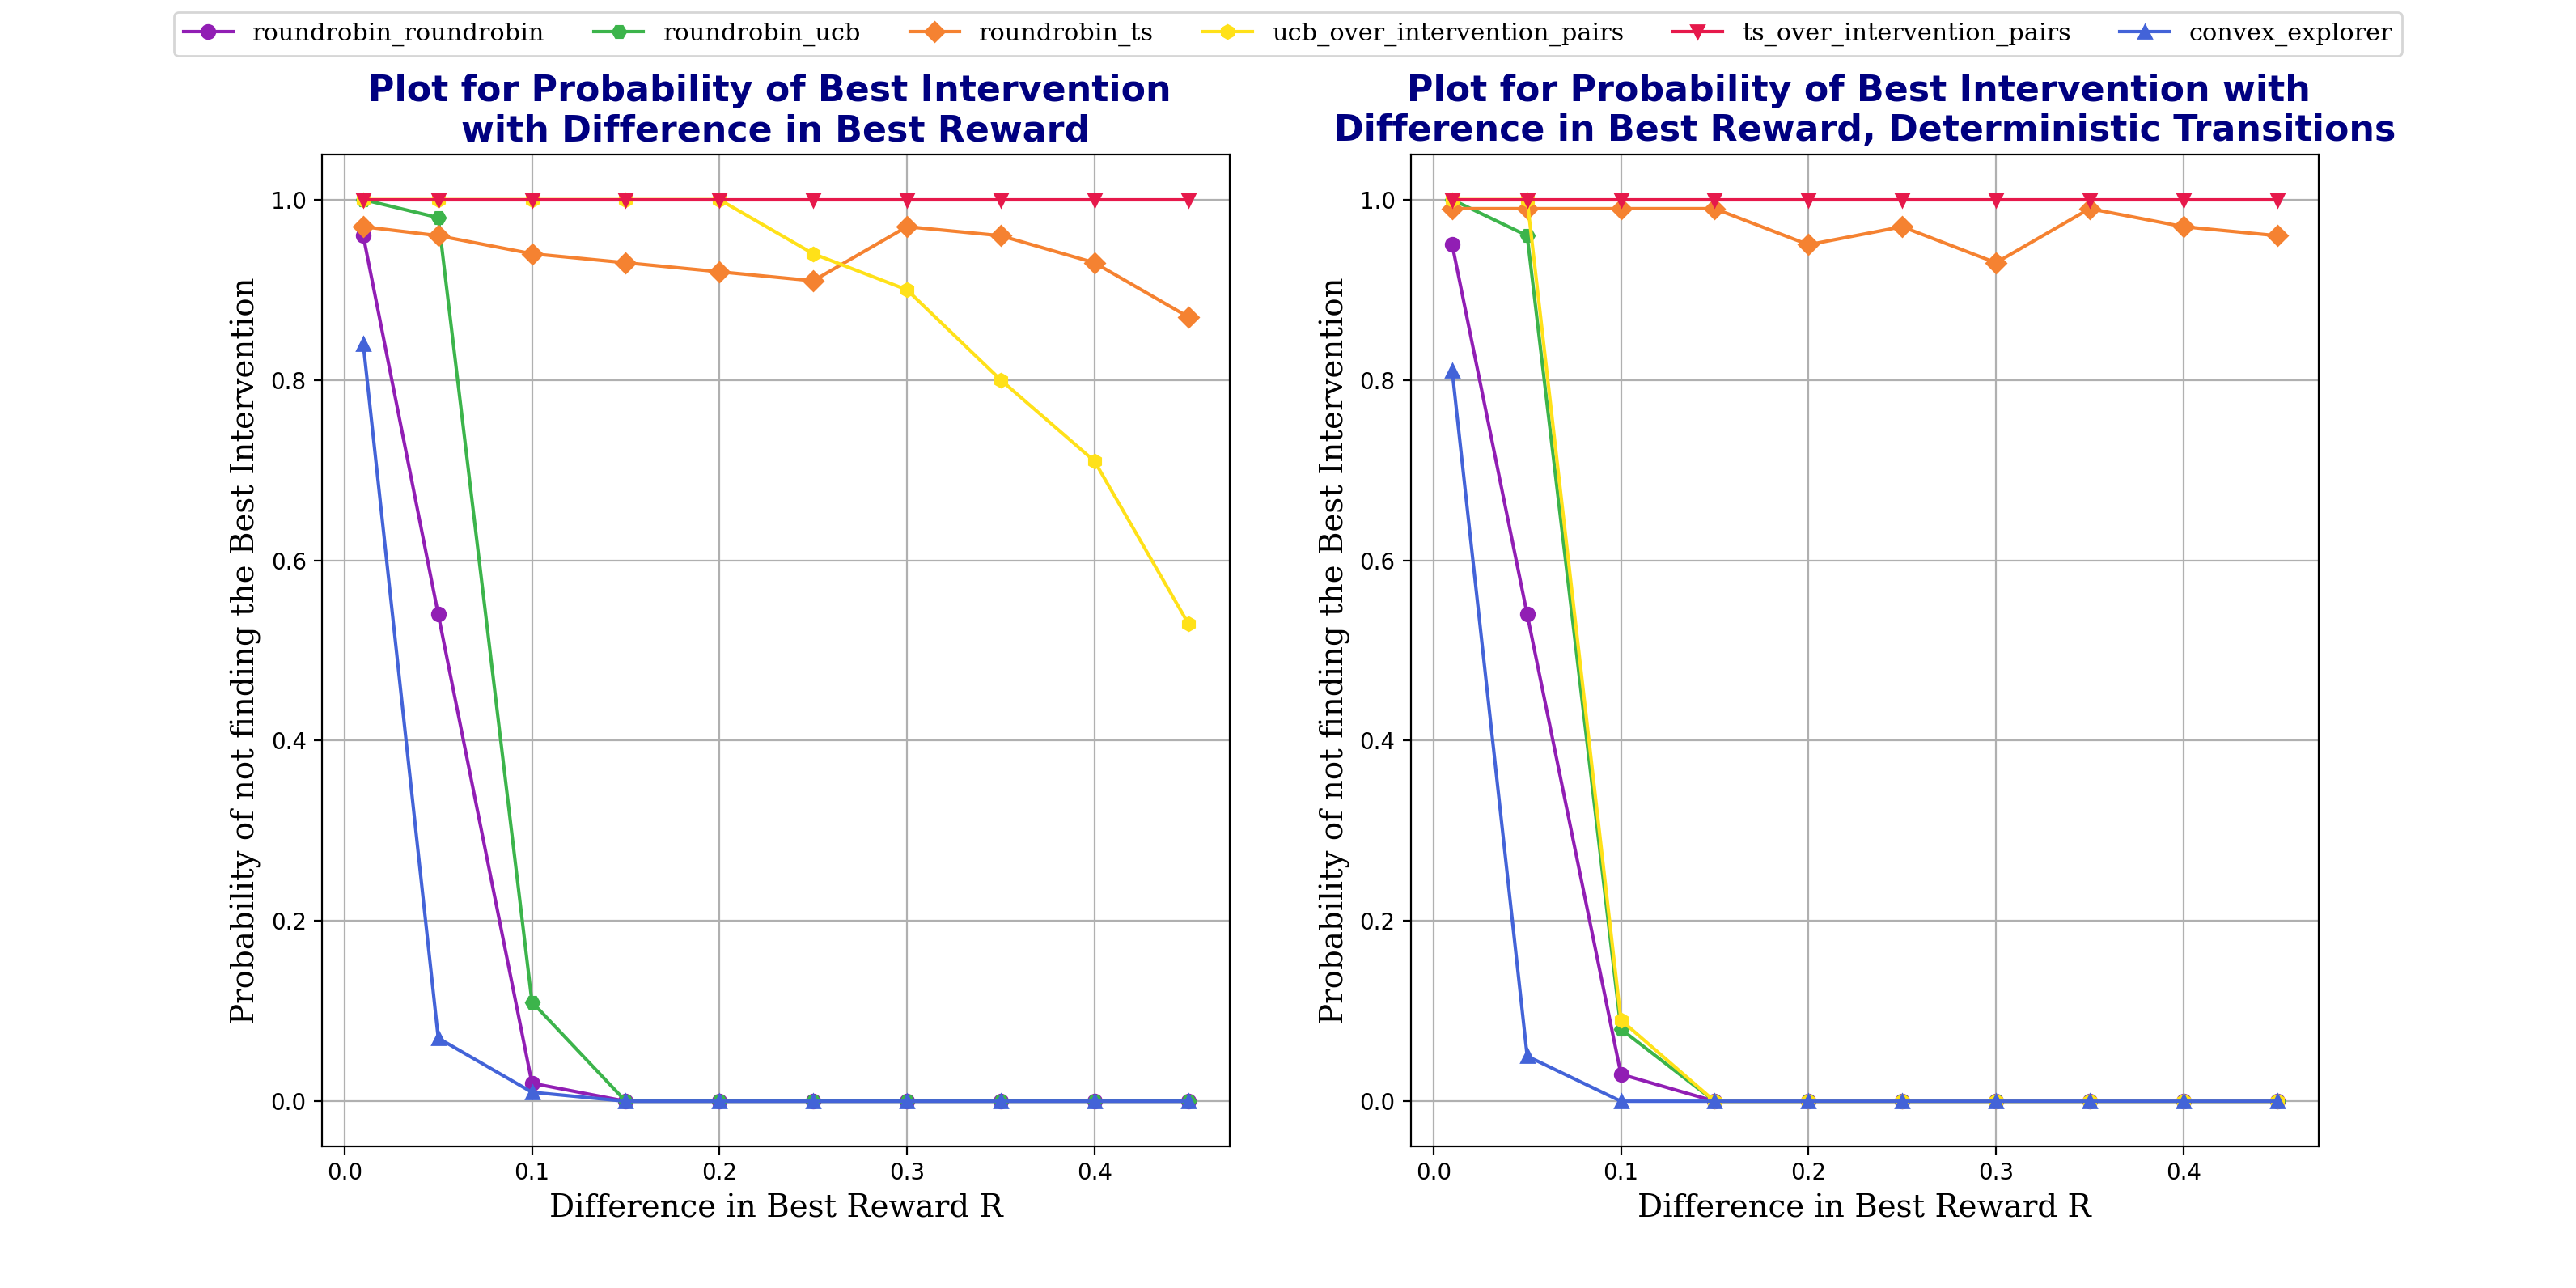 roundrobin_roundrobin roundrobin_ucb roundrobin_ts ucb_over_intervention_pairs ts_over_intervention_pairs convex_explorer
Plot for Probability of Best Intervention
with Difference in Best Reward
Probability of not finding the Best Intervention
1.0
0.8
0.6
0.4
0.2
0.0
0.0 0.1 0.2 0.3 0.4
Difference in Best Reward R
Plot for Probability of Best Intervention with
Difference in Best Reward, Deterministic Transitions
Probability of not finding the Best Intervention
1.0
0.8
0.6
0.4
0.2
0.0
0.0 0.1 0.2 0.3 0.4
Difference in Best Reward R